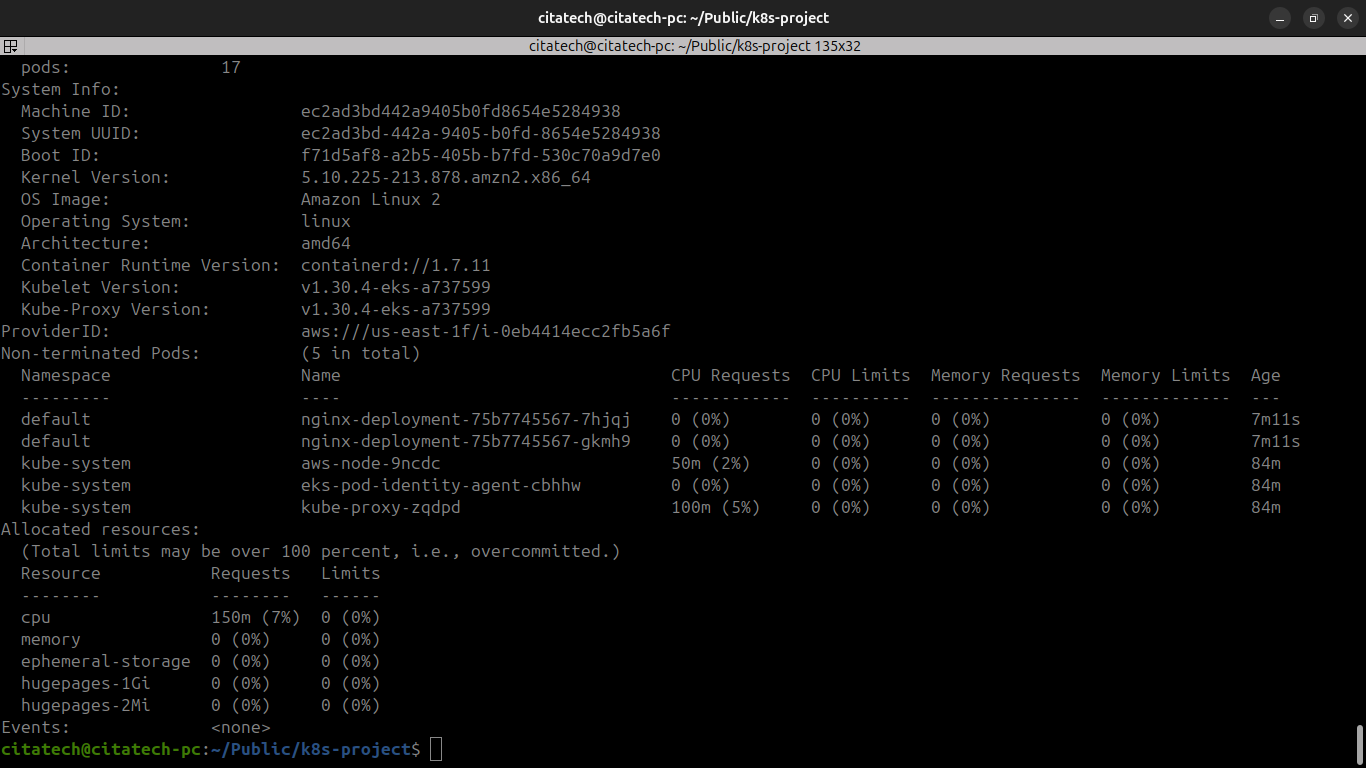 citatech@citatech-pc: ~/Public/k8s-project
citatech@citatech-pc: ~/Public/k8s-project 135x32
  pods:               17
System Info:
  Machine ID:                 ec2ad3bd442a9405b0fd8654e5284938
  System UUID:                ec2ad3bd-442a-9405-b0fd-8654e5284938
  Boot ID:                    f71d5af8-a2b5-405b-b7fd-530c70a9d7e0
  Kernel Version:             5.10.225-213.878.amzn2.x86_64
  OS Image:                   Amazon Linux 2
  Operating System:           linux
  Architecture:               amd64
  Container Runtime Version:  containerd://1.7.11
  Kubelet Version:            v1.30.4-eks-a737599
  Kube-Proxy Version:         v1.30.4-eks-a737599
ProviderID:                   aws:///us-east-1f/i-0eb4414ecc2fb5a6f
Non-terminated Pods:          (5 in total)
  Namespace                   Name                                 CPU Requests  CPU Limits  Memory Requests  Memory Limits  Age
  ---------                   ----                                 ------------  ----------  ---------------  -------------  ---
  default                     nginx-deployment-75b7745567-7hjqj    0 (0%)        0 (0%)      0 (0%)           0 (0%)         7m11s
  default                     nginx-deployment-75b7745567-gkmh9    0 (0%)        0 (0%)      0 (0%)           0 (0%)         7m11s
  kube-system                 aws-node-9ncdc                       50m (2%)      0 (0%)      0 (0%)           0 (0%)         84m
  kube-system                 eks-pod-identity-agent-cbhhw         0 (0%)        0 (0%)      0 (0%)           0 (0%)         84m
  kube-system                 kube-proxy-zqdpd                     100m (5%)     0 (0%)      0 (0%)           0 (0%)         84m
Allocated resources:
  (Total limits may be over 100 percent, i.e., overcommitted.)
  Resource           Requests   Limits
  --------           --------   ------
  cpu                150m (7%)  0 (0%)
  memory             0 (0%)     0 (0%)
  ephemeral-storage  0 (0%)     0 (0%)
  hugepages-1Gi      0 (0%)     0 (0%)
  hugepages-2Mi      0 (0%)     0 (0%)
Events:              <none>
citatech@citatech-pc:~/Public/k8s-project$